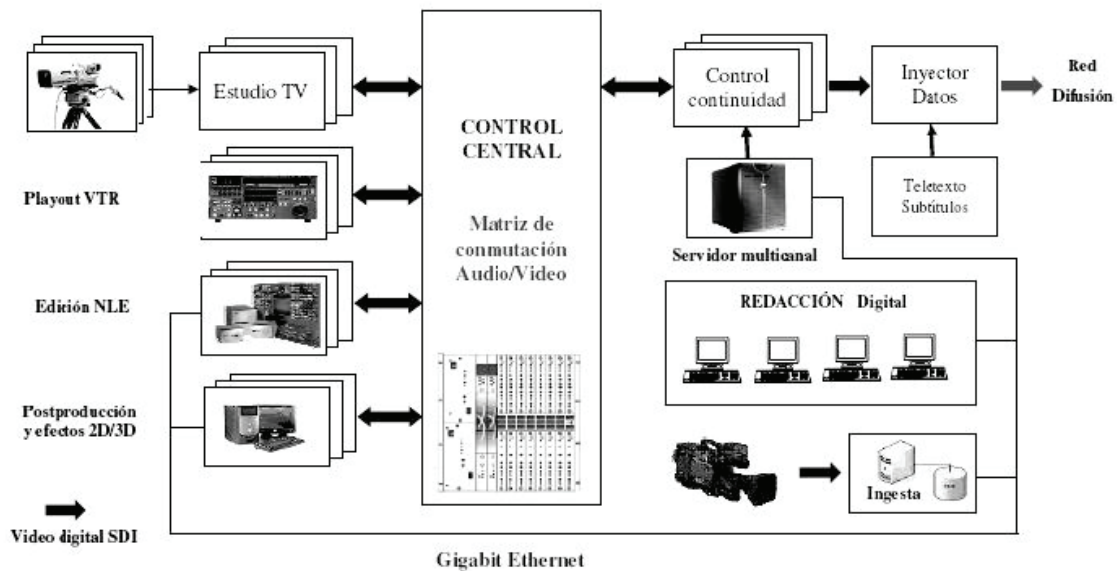 Estudio TV
CONTROL
CENTRAL
Matriz de
conmutación
Audio/Video
Control
continuidad
Inyector
Datos
Red
Difusión
Playout VTR
Servidor multicanal
Teletexto
Subtítulos
Edición NLE
REDACCIÓN Digital
Postproducción
y efectos 2D/3D
Ingesta
Video digital SDI
Gigabit Ethernet